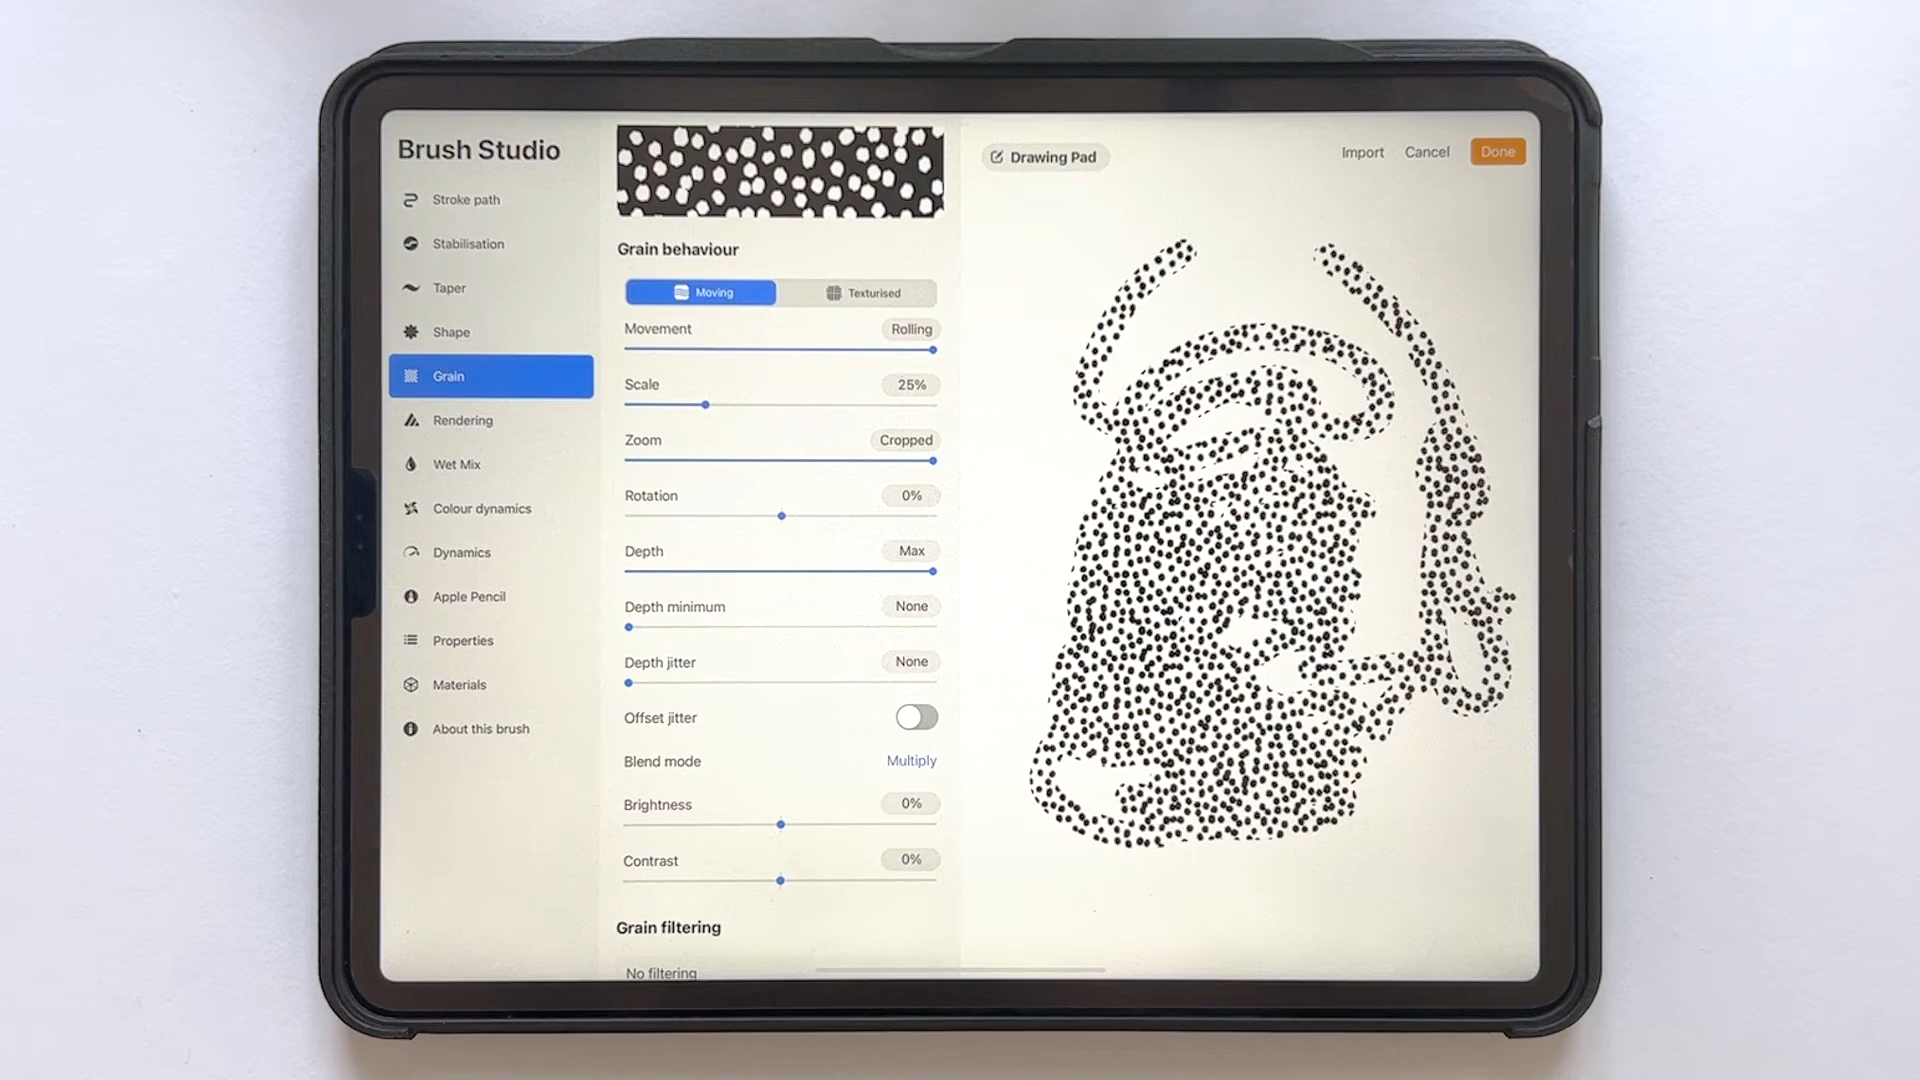 Brush Studio
Stroke path
Stabilisation
Taper
Shape
Grain
Rendering
Wet Mix
Colour dynamics
Dynamics
Apple Pencil
Properties
Materials
About this brush
Grain behaviour
Moving
Texturised
Movement
Rolling
Scale
25%
Zoom
Cropped
Rotation
0%
Depth
Max
Depth minimum
None
Depth jitter
None
Offset jitter
Blend mode
Multiply
Brightness
0%
Contrast
0%
Grain filtering
No filtering
Drawing Pad
Import
Cancel
Done